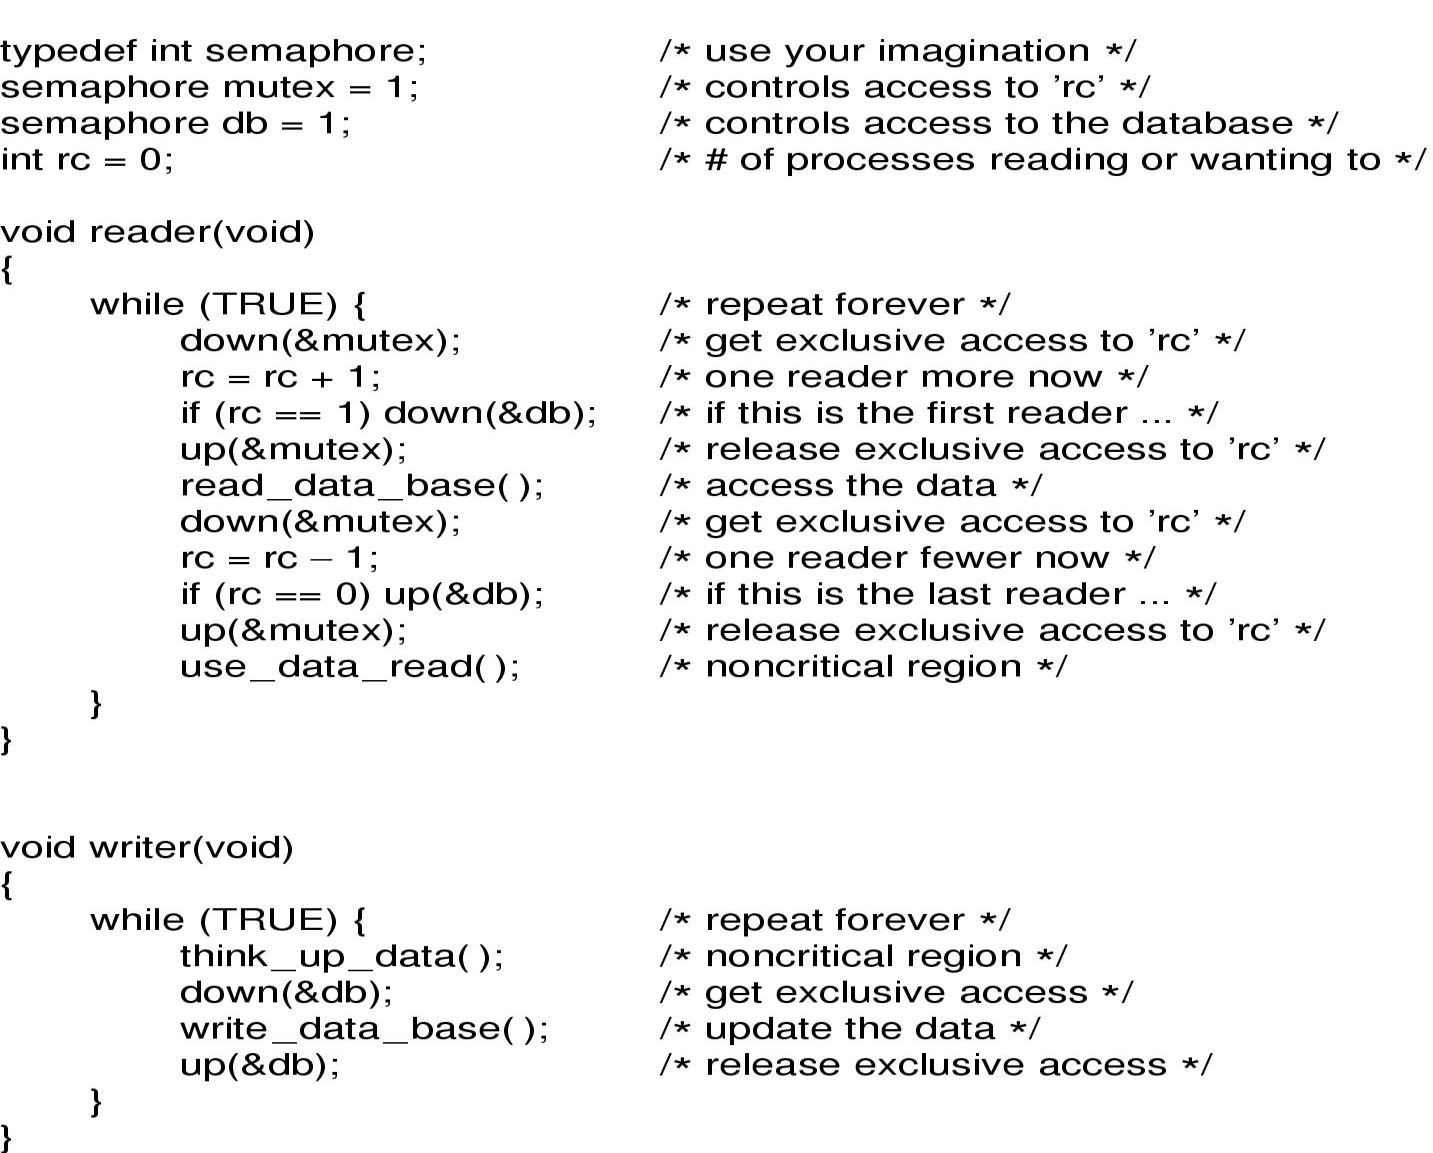 typedef int semaphore; /* use your imagination */
semaphore mutex = 1; /* controls access to 'rc' */
semaphore db = 1; /* controls access to the database */
int rc = 0; /* # of processes reading or wanting to */
void reader(void)
{
while (TRUE) { /* repeat forever */
down(&mutex); /* get exclusive access to 'rc' */
rc = rc + 1; /* one reader more now */
if (rc == 1) down(&db); /* if this is the first reader ... */
up(&mutex); /* release exclusive access to 'rc' */
read_data_base( ); /* access the data */
down(&mutex); /* get exclusive access to 'rc' */
rc = rc − 1; /* one reader fewer now */
if (rc == 0) up(&db); /* if this is the last reader ... */
up(&mutex); /* release exclusive access to 'rc' */
use_data_read( ); /* noncritical region */
}
}
void writer(void)
{
while (TRUE) { /* repeat forever */
think_up_data( ); /* noncritical region */
down(&db); /* get exclusive access */
write_data_base( ); /* update the data */
up(&db); /* release exclusive access */
}
}